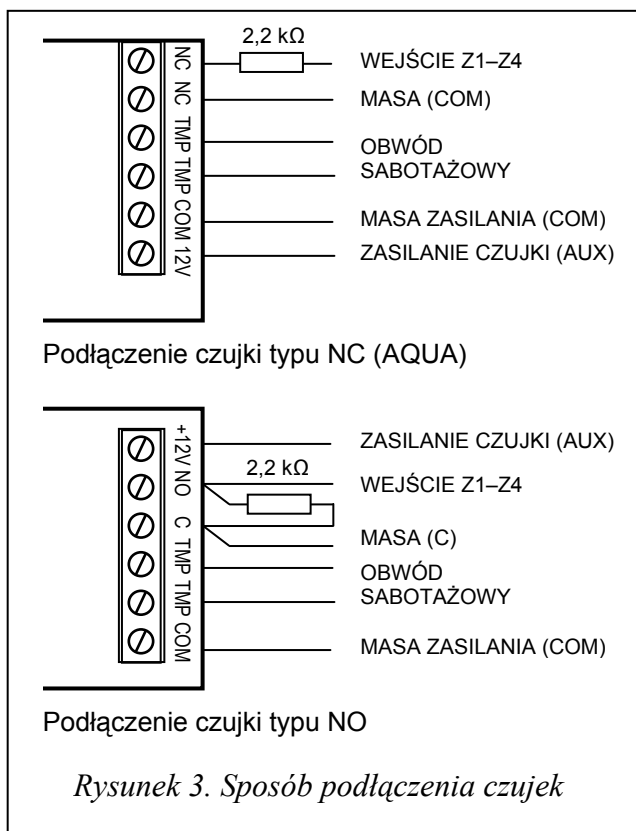 2,2 kΩ
NC
WEJŚCIE Z1–Z4
NC
MASA (COM)
TMP
TMP
OBWÓD
SABOTAŻOWY
COM
MASA ZASILANIA (COM)
12V
ZASILANIE CZUJKI (AUX)
Podłączenie czujki typu NC (AQUA)
+12V
ZASILANIE CZUJKI (AUX)
2,2 kΩ
NO
WEJŚCIE Z1–Z4
C
MASA (C)
TMP
TMP
OBWÓD
SABOTAŻOWY
COM
MASA ZASILANIA (COM)
Podłączenie czujki typu NO
Rysunek 3. Sposób podłączenia czujek